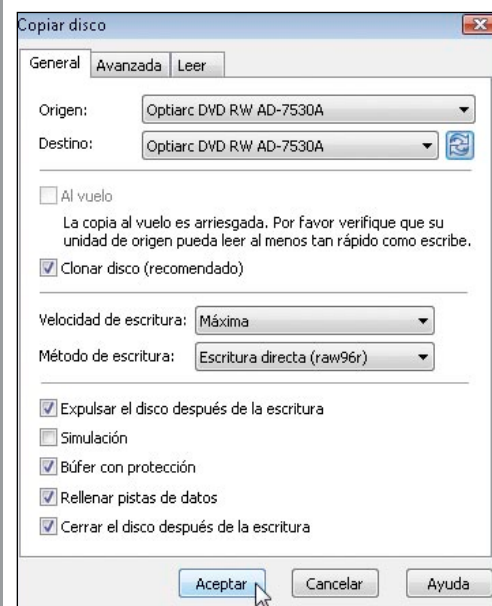 Copiar disco
General Avanzada Leer
Origen: Optiarc DVD RW AD-7530A
Destino: Optiarc DVD RW AD-7530A
Al vuelo
La copia al vuelo es arriesgada. Por favor verifique que su
unidad de origen pueda leer al menos tan rápido como escribe.
Clonar disco (recomendado)
Velocidad de escritura: Máxima
Método de escritura: Escritura directa (raw96r)
Expulsar el disco después de la escritura
Simulación
Búfer con protección
Rellenar pistas de datos
Cerrar el disco después de la escritura
Aceptar Cancelar Ayuda